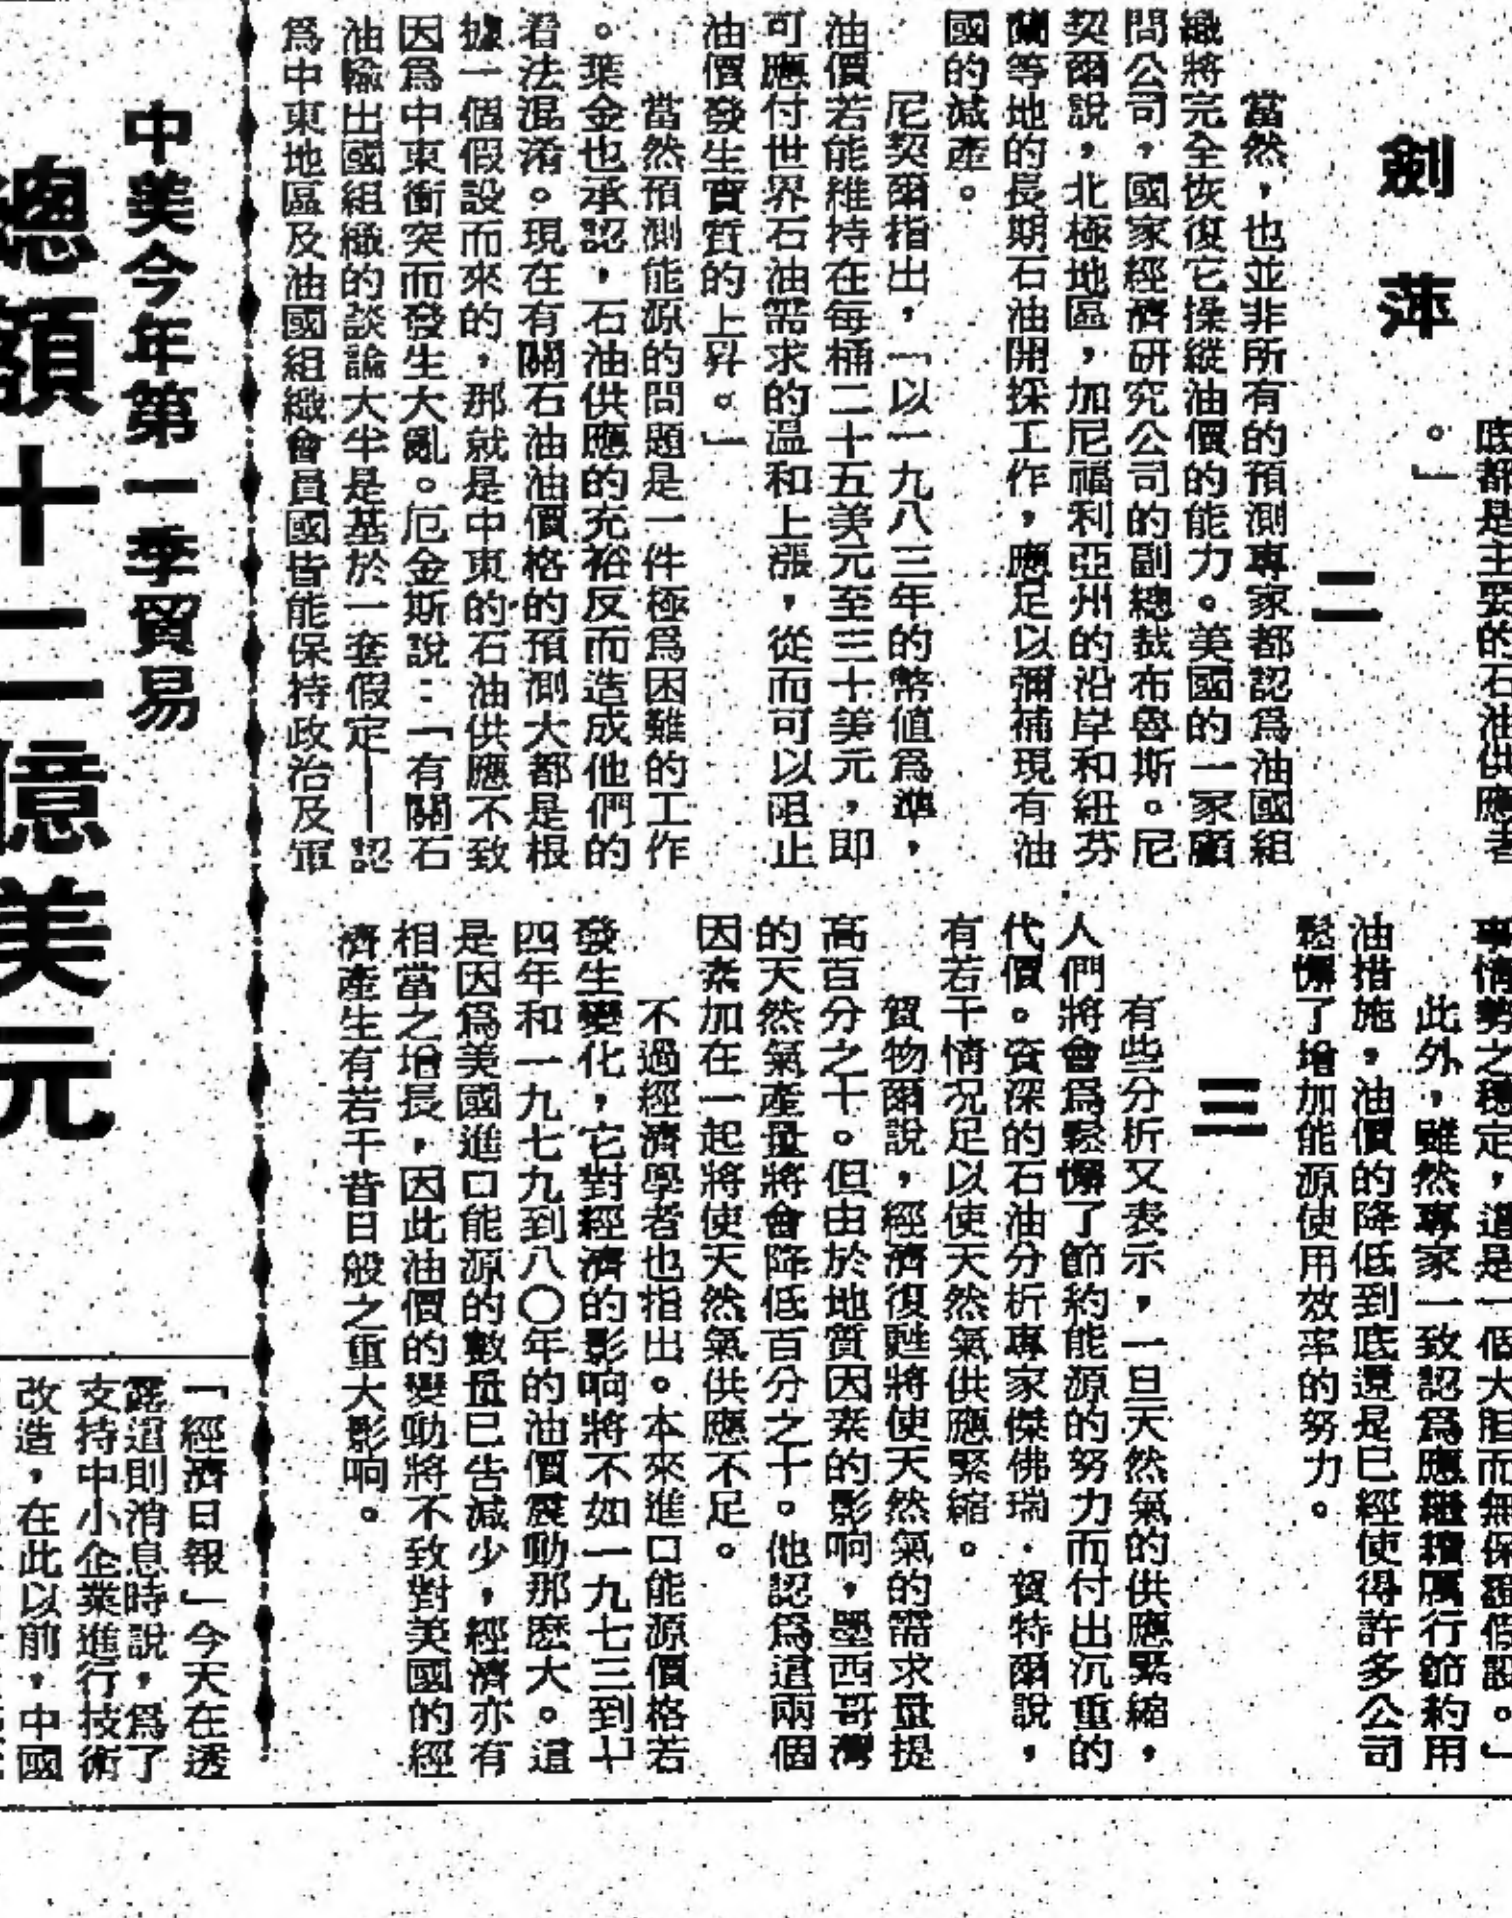 底都是主要的石油供應者
。」
劍萍
二
當然，也並非所有的預測專家都認爲油國組
織將完全恢復它操縱油價的能力。美國的一家顧
問公司，國家經濟研究公司的副總裁布魯斯。尼
契爾說，北極地區，加尼福利亞州的沿岸和紐芬
蘭等地的長期石油開採工作，應足以彌補現有油
國的減產。
尼契爾指出，「以一九八三年的幣值爲準，
油價若能維持在每桶二十五美元至三十美元，即
可應付世界石油需求的溫和上漲，從而可以阻止
油價發生實質的上昇。」
當然預測能源的問題是一件極爲困難的工作
。葉金也承認，石油供應的充裕反而造成他們的
看法混淆。現在有關石油油價格的預測大都是根
據一個假設而來的，那就是中東的石油供應不致
因爲中東衝突而發生大亂。厄金斯說：「有關石
油輸出國組織的談論大半是基於一套假定——認
爲中東地區及油國組織會員國皆能保持政治及軍
事情勢之穩定，這是一個大胆而無保證假設。」
此外，雖然專家一致認爲應繼續厲行節約用
油措施，油價的降低到底還是已經使得許多公司
鬆懈了增加能源使用效率的努力。
三
有些分析又表示，一旦天然氣的供應緊縮，
人們將會爲鬆懈了節約能源的努力而付出沉重的
代價。資深的石油分析專家傑佛瑞．賀特爾說，
有若干情況足以使天然氣供應緊縮。
賀物爾說，經濟復甦將使天然氣的需求量提
高百分之十。但由於地質因素的影响，墨西哥灣
的天然氣產量將會降低百分之十。他認爲這兩個
因素加在一起將使天然氣供應不足。
不過經濟學者也指出。本來進口能源價格若
發生變化，它對經濟的影响將不如一九七三到七
四年和一九七九到八〇年的油價震動那麽大。這
是因爲美國進口能源的數量已告減少，經濟亦有
相當之增長，因此油價的變動將不致對美國的經
濟產生有若干昔日般之重大影响。
中美今年第一季貿易
總額十二億美元
「經濟日報」今天在透
露這則消息時說，爲了
支持中小企業進行技術
改造，在此以前，中國